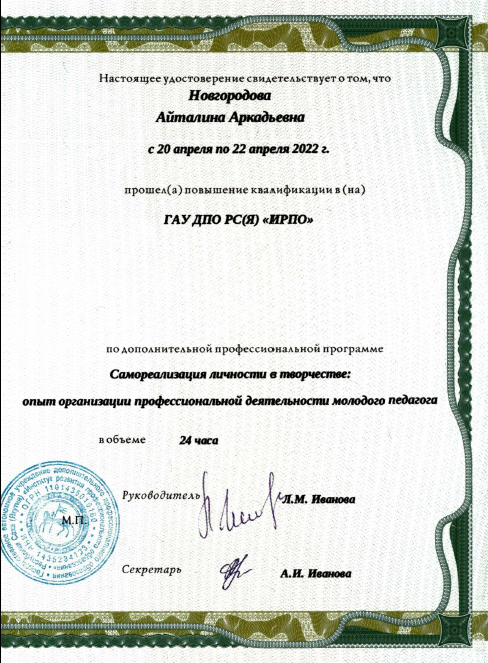 Настоящее удостоверение свидетельствует о том, что
Новгородова
Айталина Аркадьевна
с 20 апреля по 22 апреля 2022 г.
прошел(а) повышение квалификации в (на)
ГАУ ДПО РС(Я) «ИРПО»
по дополнительной профессиональной программе
Самореализация личности в творчестве:
опыт организации профессиональной деятельности молодого педагога
в объеме 24 часа
Руководитель Л.М. Иванова
М.П.
Секретарь А.И. Иванова